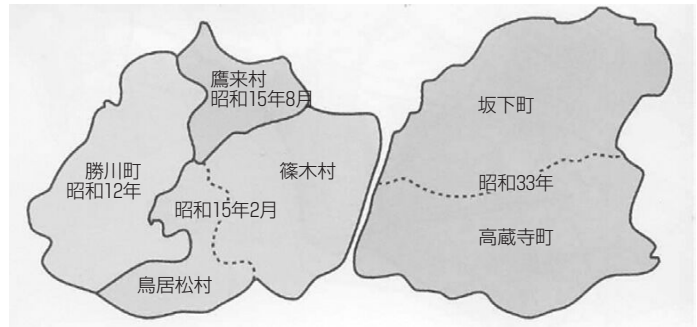 鷹来村
昭和15年8月
勝川町
昭和12年
篠木村
昭和15年2月
鳥居松村
坂下町
昭和33年
高蔵寺町